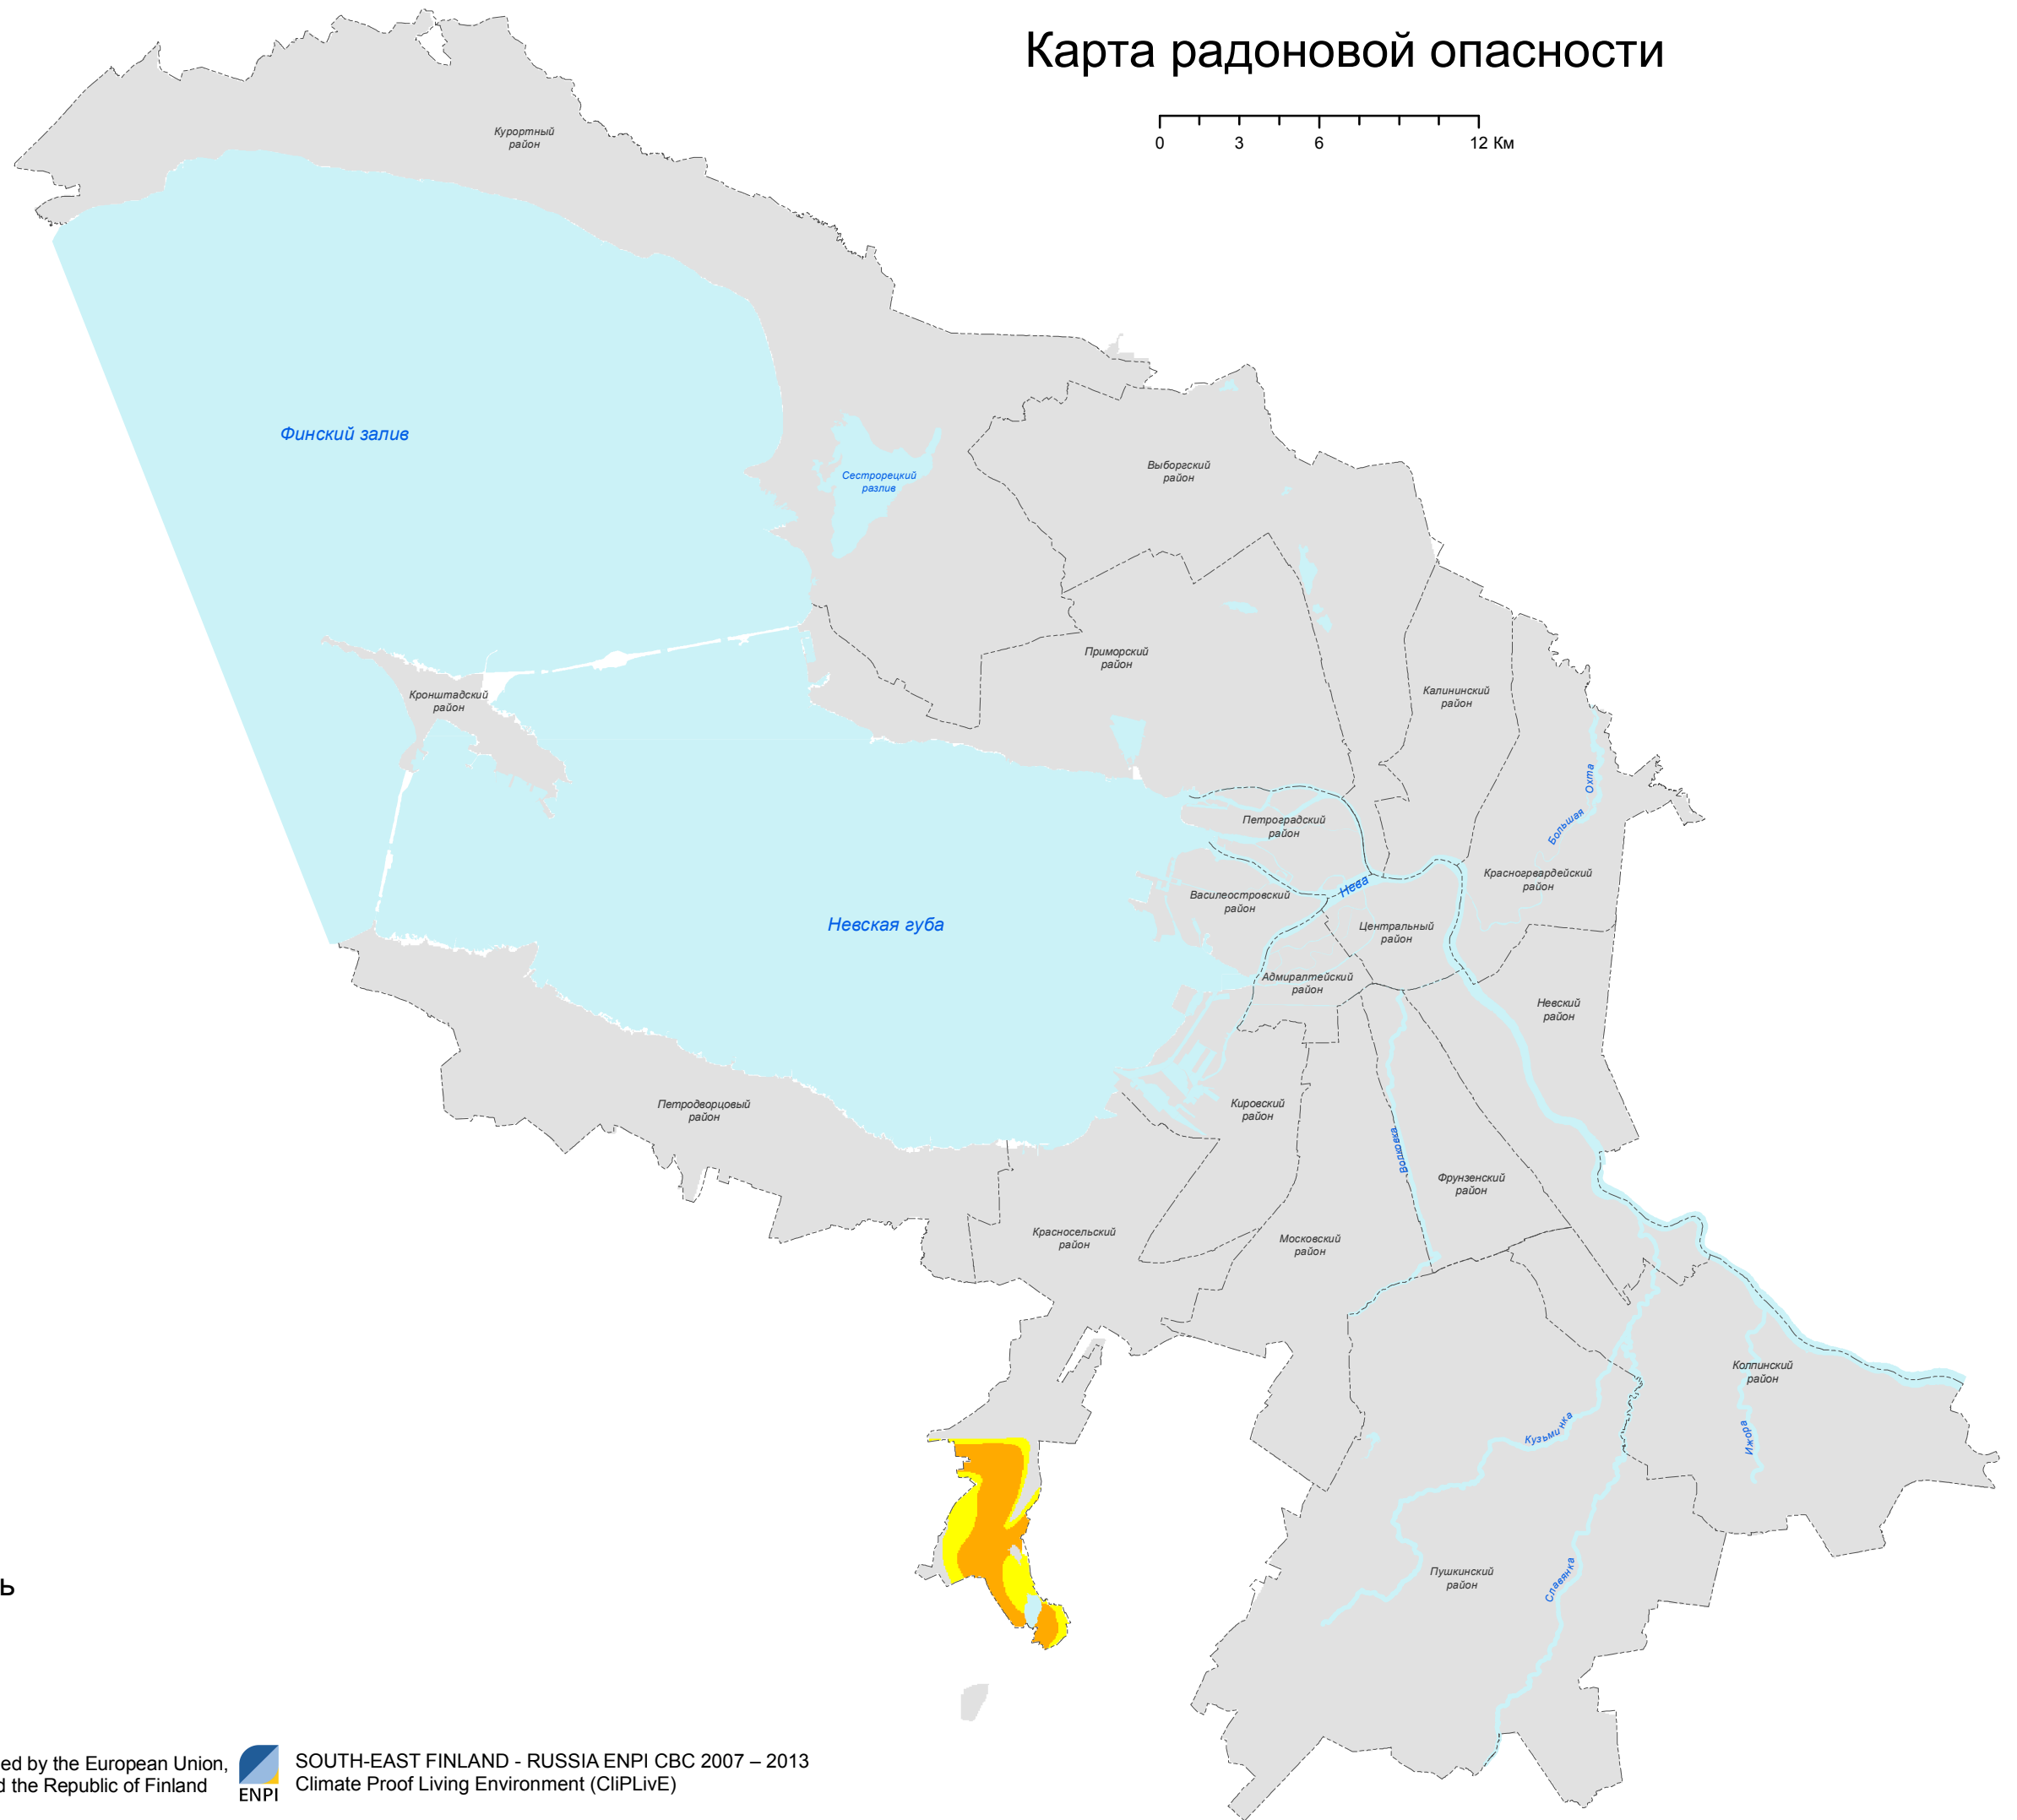 Карта радоновой опасности
0 3 6 12 Км
Курортный
район
Финский залив
Сестрорецкий
разлив
Выборгский
район
Приморский
район
Кронштадский
район
Калининский
район
Охта
Большая
Петроградский
район
Красногрвардейский
район
Нева
Василеостровский
район
Невская губа
Центральный
район
Адмиралтейский
район
Невский
район
Петродворцовый
район
Кировский
район
Волковка
Фрунзенский
район
Красносельский
район
Московский
район
Колпинский
район
Кузьминка
Ижора
Пушкинский
район
Славянка
ь
ed by the European Union,
d the Republic of Finland
ENPI
SOUTH-EAST FINLAND - RUSSIA ENPI CBC 2007 – 2013
Climate Proof Living Environment (CliPLivE)